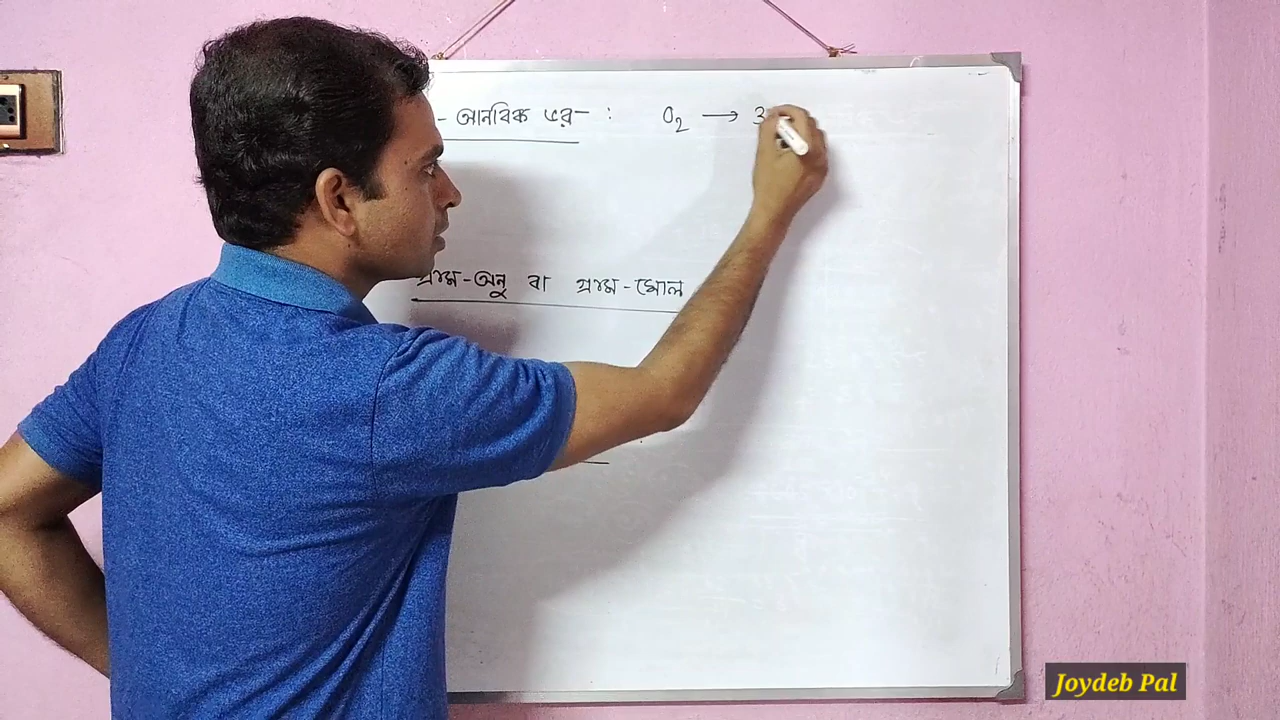 - আনবিক ভর :   O₂ ⟶ 3
গ্রাম-অনু বা গ্রাম-মোল
Joydeb Pal